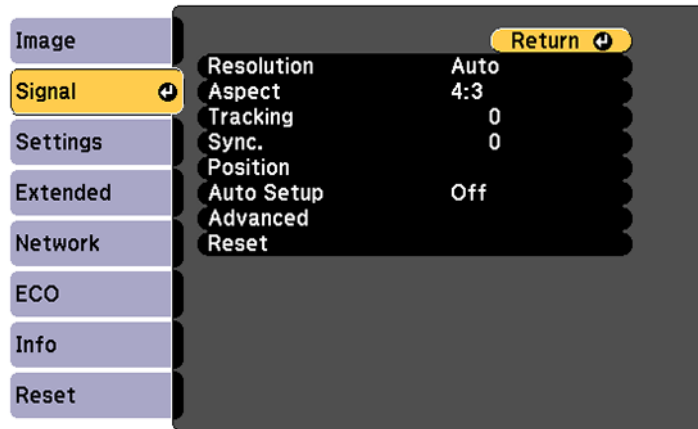 Image
Signal
Settings
Extended
Network
ECO
Info
Reset
Return
Resolution Auto
Aspect 4:3
Tracking 0
Sync. 0
Position
Auto Setup Off
Advanced
Reset